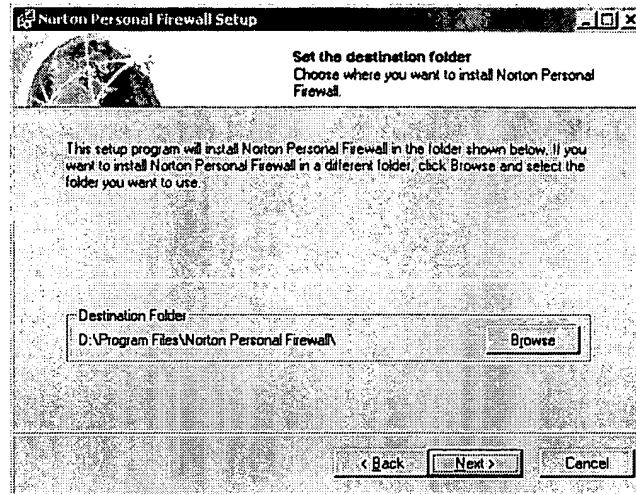 Norton Personal Firewall Setup
Set the destination folder
Choose where you want to install Norton Personal
Firewall.
This setup program will install Norton Personal Firewall in the folder shown below. If you
want to install Norton Personal Firewall in a different folder, click Browse and select the
folder you want to use.
Destination Folder
D:\Program Files\Norton Personal Firewall\
Browse
< Back
Next >
Cancel